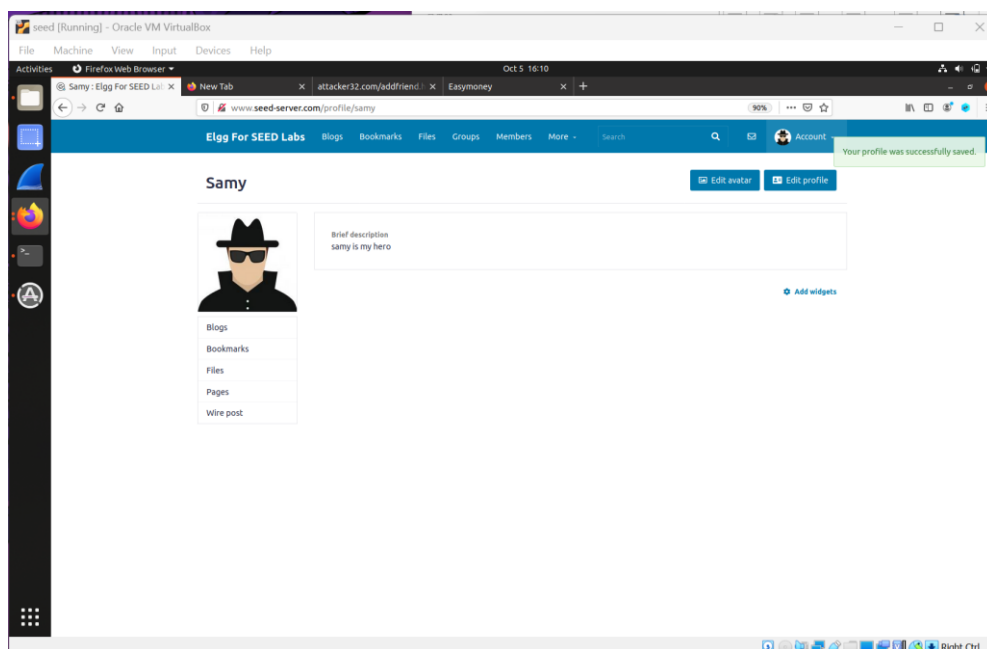 seed [Running] - Oracle VM VirtualBox
File Machine View Input Devices Help
Activities Firefox Web Browser Oct 5 16:10
Samy : Elgg For SEED Lab New Tab attacker32.com/addfriend. Easymoney
www.seed-server.com/profile/samy 90%
Elgg For SEED Labs Blogs Bookmarks Files Groups Members More Search Account
Your profile was successfully saved.
Samy Edit avatar Edit profile
Brief description
samy is my hero
Add widgets
Blogs
Bookmarks
Files
Pages
Wire post
Right Ctrl